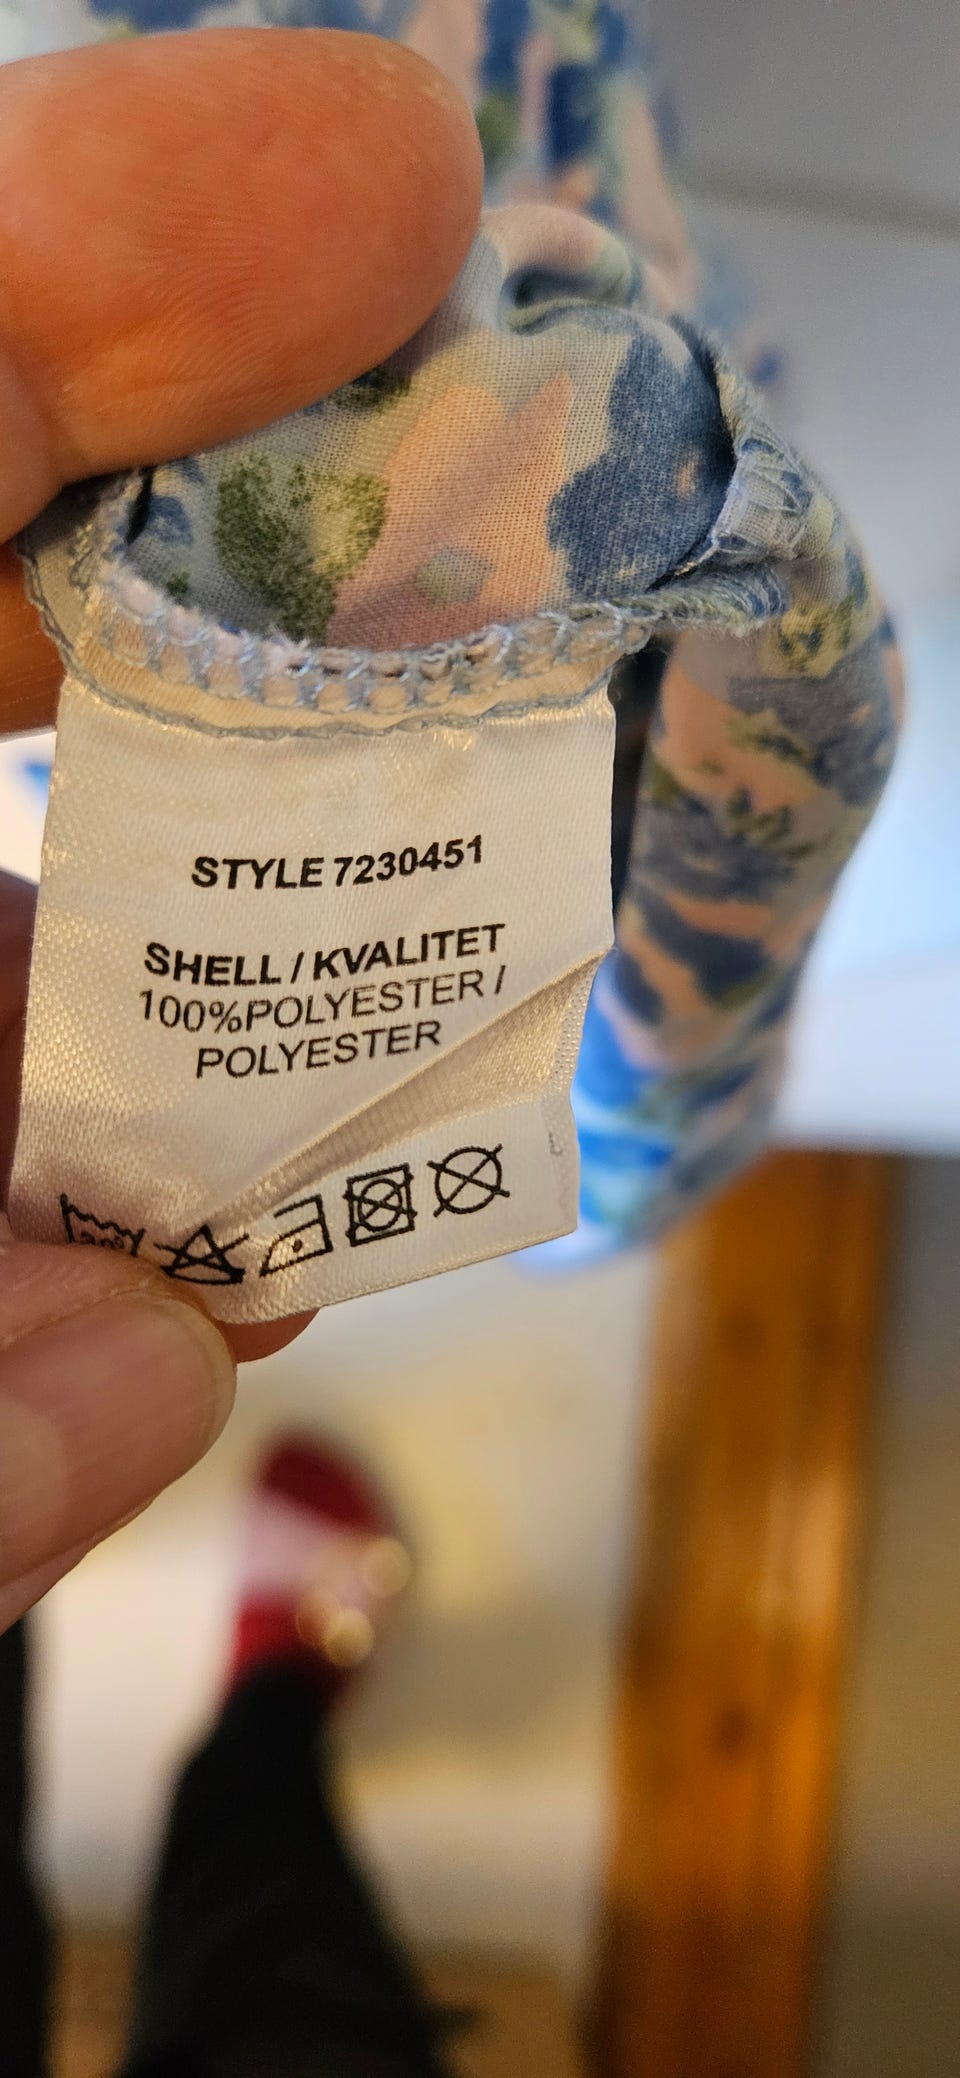 STYLE 7230451
SHELL / KVALITET
100%POLYESTER /
POLYESTER